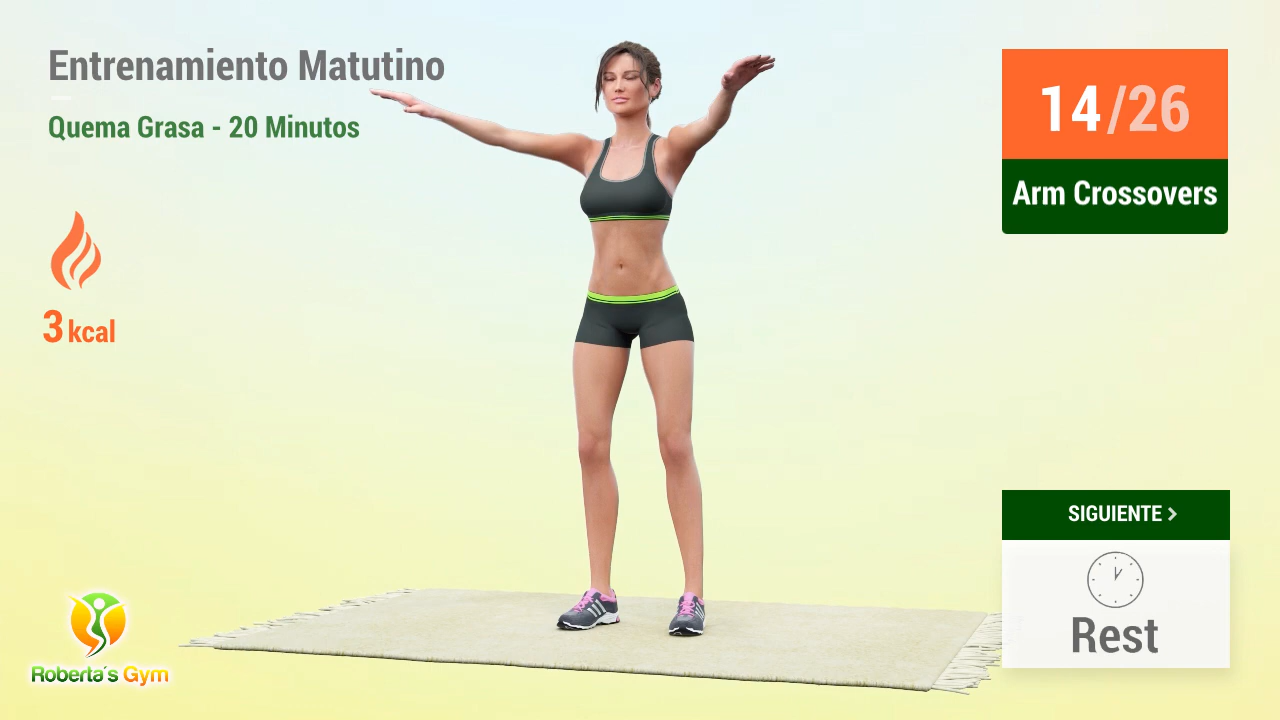 Entrenamiento Matutino
Quema Grasa - 20 Minutos
3 kcal
14/26
Arm Crossovers
SIGUIENTE >
Rest
Roberta´s Gym